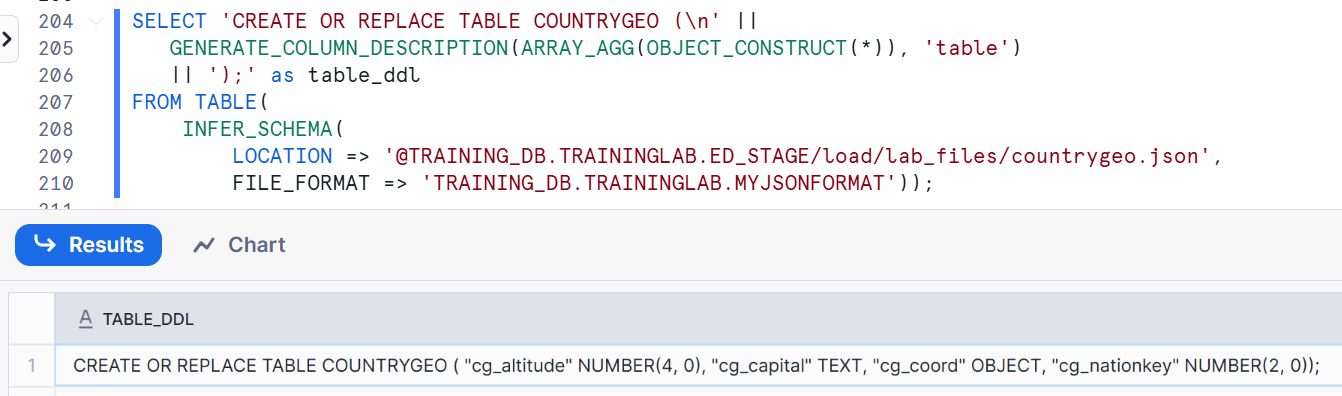 204 SELECT 'CREATE OR REPLACE TABLE COUNTRYGEO (\n' ||
205 GENERATE_COLUMN_DESCRIPTION(ARRAY_AGG(OBJECT_CONSTRUCT(*)), 'table')
206 || ');' as table_ddl
207 FROM TABLE(
208 INFER_SCHEMA(
209 LOCATION => '@TRAINING_DB.TRAININGLAB.ED_STAGE/load/lab_files/countrygeo.json',
210 FILE_FORMAT => 'TRAINING_DB.TRAININGLAB.MYJSONFORMAT'));
211
Results Chart
A TABLE_DDL
1 CREATE OR REPLACE TABLE COUNTRYGEO ( "cg_altitude" NUMBER(4, 0), "cg_capital" TEXT, "cg_coord" OBJECT, "cg_nationkey" NUMBER(2, 0));